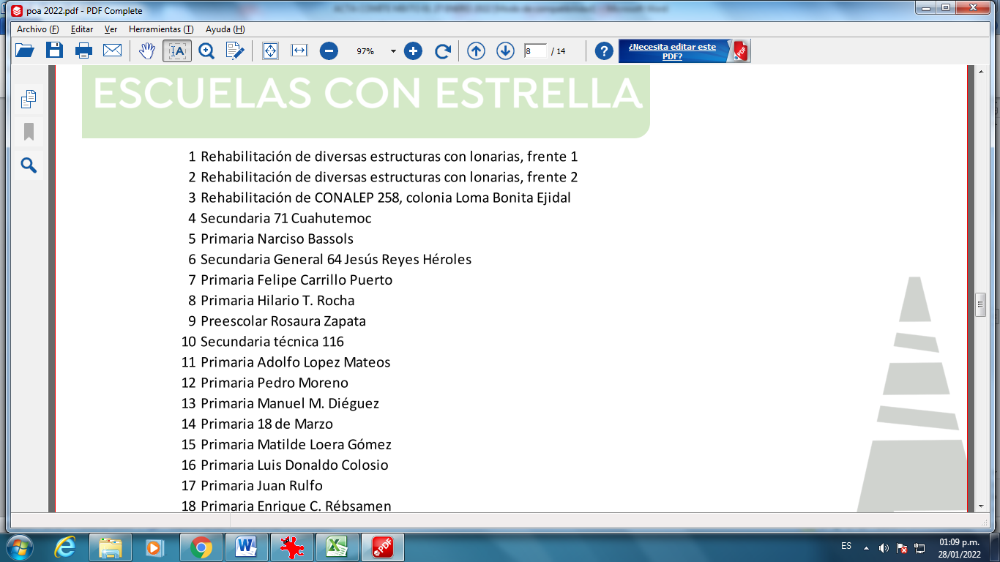 poa 2022.pdf - PDF Complete
Archivo (F) Editar Ver Herramientas (T) Ayuda (H)
97% 8 / 14 ¿Necesita editar este
PDF?
ESCUELAS CON ESTRELLA
1 Rehabilitación de diversas estructuras con lonarias, frente 1
2 Rehabilitación de diversas estructuras con lonarias, frente 2
3 Rehabilitación de CONALEP 258, colonia Loma Bonita Ejidal
4 Secundaria 71 Cuahutemoc
5 Primaria Narciso Bassols
6 Secundaria General 64 Jesús Reyes Héroles
7 Primaria Felipe Carrillo Puerto
8 Primaria Hilario T. Rocha
9 Preescolar Rosaura Zapata
10 Secundaria técnica 116
11 Primaria Adolfo Lopez Mateos
12 Primaria Pedro Moreno
13 Primaria Manuel M. Diéguez
14 Primaria 18 de Marzo
15 Primaria Matilde Loera Gómez
16 Primaria Luis Donaldo Colosio
17 Primaria Juan Rulfo
18 Primaria Enrique C. Rébsamen
ES
01:09 p.m.
28/01/2022